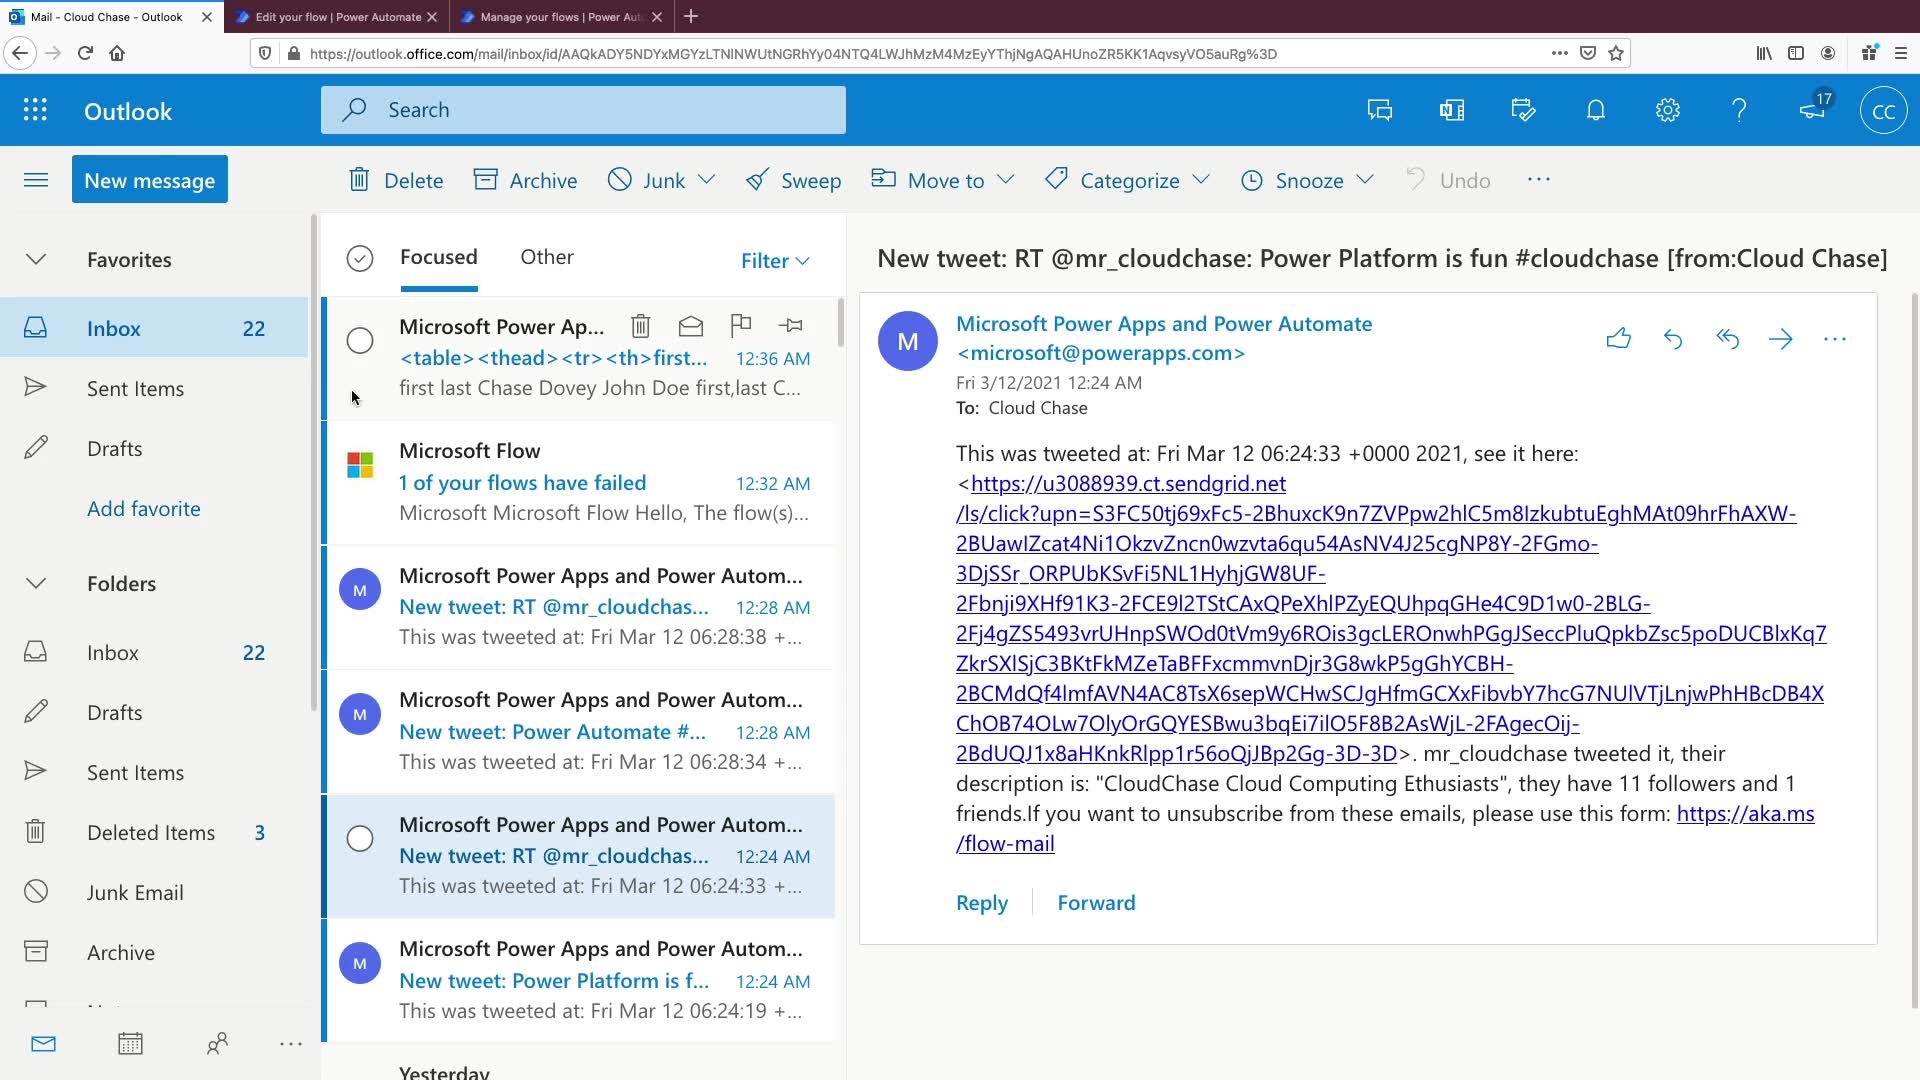 Mail - Cloud Chase - Outlook
Edit your flow | Power Automate
Manage your flows | Power Aut
https://outlook.office.com/mail/inbox/id/AAQkADY5NDYxMGYzLTNlNWUtNGRhYy04NTQ4LWJhMzM4MzEyYThjNgAQAHUnoZR5KK1AqvsyVO5auRg%3D
Outlook
Search
17
CC
New message
Delete
Archive
Junk
Sweep
Move to
Categorize
Snooze
Undo
Favorites
Inbox 22
Sent Items
Drafts
Add favorite
Folders
Inbox 22
Drafts
Sent Items
Deleted Items 3
Junk Email
Archive
Focused
Other
Filter
Microsoft Power Ap...
<table><thead><tr><th>first... 12:36 AM
first last Chase Dovey John Doe first,last C...
Microsoft Flow
1 of your flows have failed 12:32 AM
Microsoft Microsoft Flow Hello, The flow(s)...
M
Microsoft Power Apps and Power Autom...
New tweet: RT @mr_cloudchas... 12:28 AM
This was tweeted at: Fri Mar 12 06:28:38 +...
M
Microsoft Power Apps and Power Autom...
New tweet: Power Automate #... 12:28 AM
This was tweeted at: Fri Mar 12 06:28:34 +...
Microsoft Power Apps and Power Autom...
New tweet: RT @mr_cloudchas... 12:24 AM
This was tweeted at: Fri Mar 12 06:24:33 +...
M
Microsoft Power Apps and Power Autom...
New tweet: Power Platform is f... 12:24 AM
This was tweeted at: Fri Mar 12 06:24:19 +...
Yesterday
New tweet: RT @mr_cloudchase: Power Platform is fun #cloudchase [from:Cloud Chase]
M
Microsoft Power Apps and Power Automate
<microsoft@powerapps.com>
Fri 3/12/2021 12:24 AM
To: Cloud Chase
This was tweeted at: Fri Mar 12 06:24:33 +0000 2021, see it here:
<https://u3088939.ct.sendgrid.net
/ls/click?upn=S3FC50tj69xFc5-2BhuxcK9n7ZVPpw2hlC5m8IzkubtuEghMAt09hrFhAXW-
2BUawIZcat4Ni1OkzvZncn0wzvta6qu54AsNV4J25cgNP8Y-2FGmo-
3DjSSr_ORPUbKSvFi5NL1HyhjGW8UF-
2Fbnji9XHf91K3-2FCE9l2TStCAxQPeXhlPZyEQUhpqGHe4C9D1w0-2BLG-
2Fj4gZS5493vrUHnpSWOd0tVm9y6ROis3gcLEROnwhPGgJSeccPluQpkbZsc5poDUCBlxKq7
ZkrSXlSjC3BKtFkMZeTaBFFxcmmvnDjr3G8wkP5gGhYCBH-
2BCMdQf4lmfAVN4AC8TsX6sepWCHwSCJgHfmGCXxFibvbY7hcG7NUlVTjLnjwPhHBcDB4X
ChOB74OLw7OlyOrGQYESBwu3bqEi7ilO5F8B2AsWjL-2FAgecOij-
2BdUQJ1x8aHKnkRlpp1r56oQjJBp2Gg-3D-3D>. mr_cloudchase tweeted it, their
description is: "CloudChase Cloud Computing Ethusiasts", they have 11 followers and 1
friends.If you want to unsubscribe from these emails, please use this form: https://aka.ms
/flow-mail
Reply
Forward